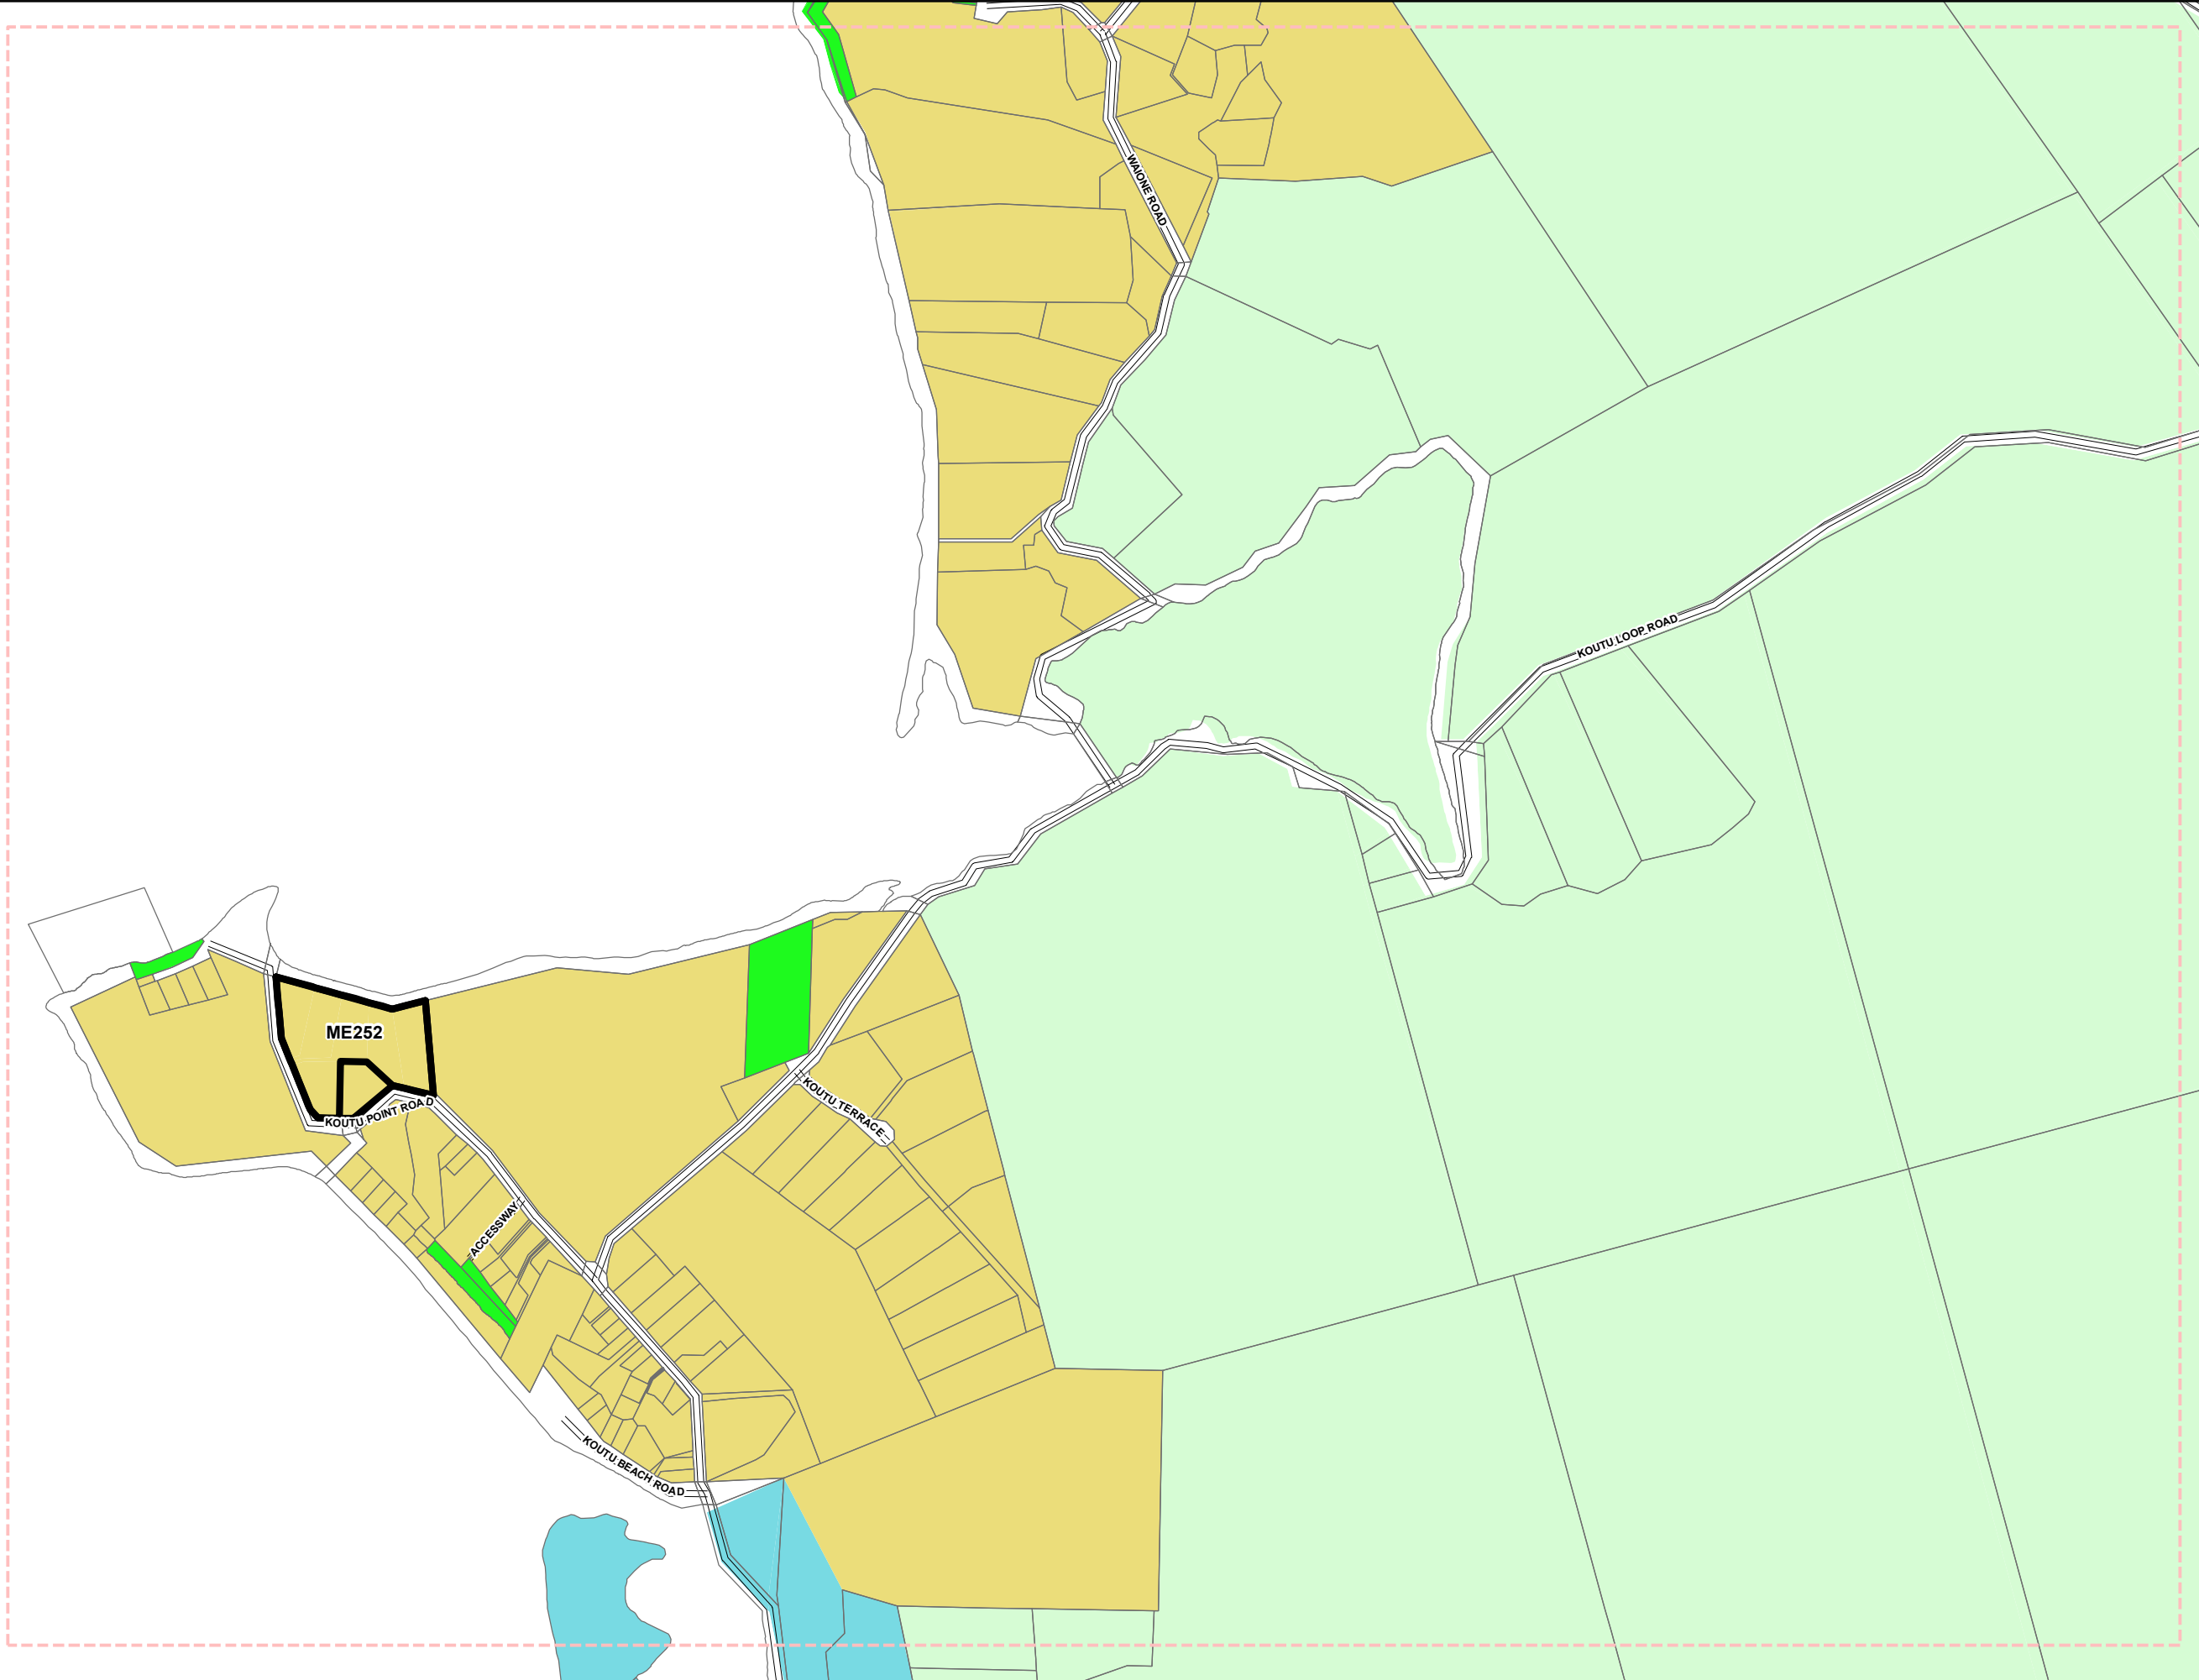 WAIONE ROAD
KOUTU LOOP ROAD
ME252
KOUTU POINT ROAD
KOUTU TERRACE
ACCESSWAY
KOUTU BEACH ROAD